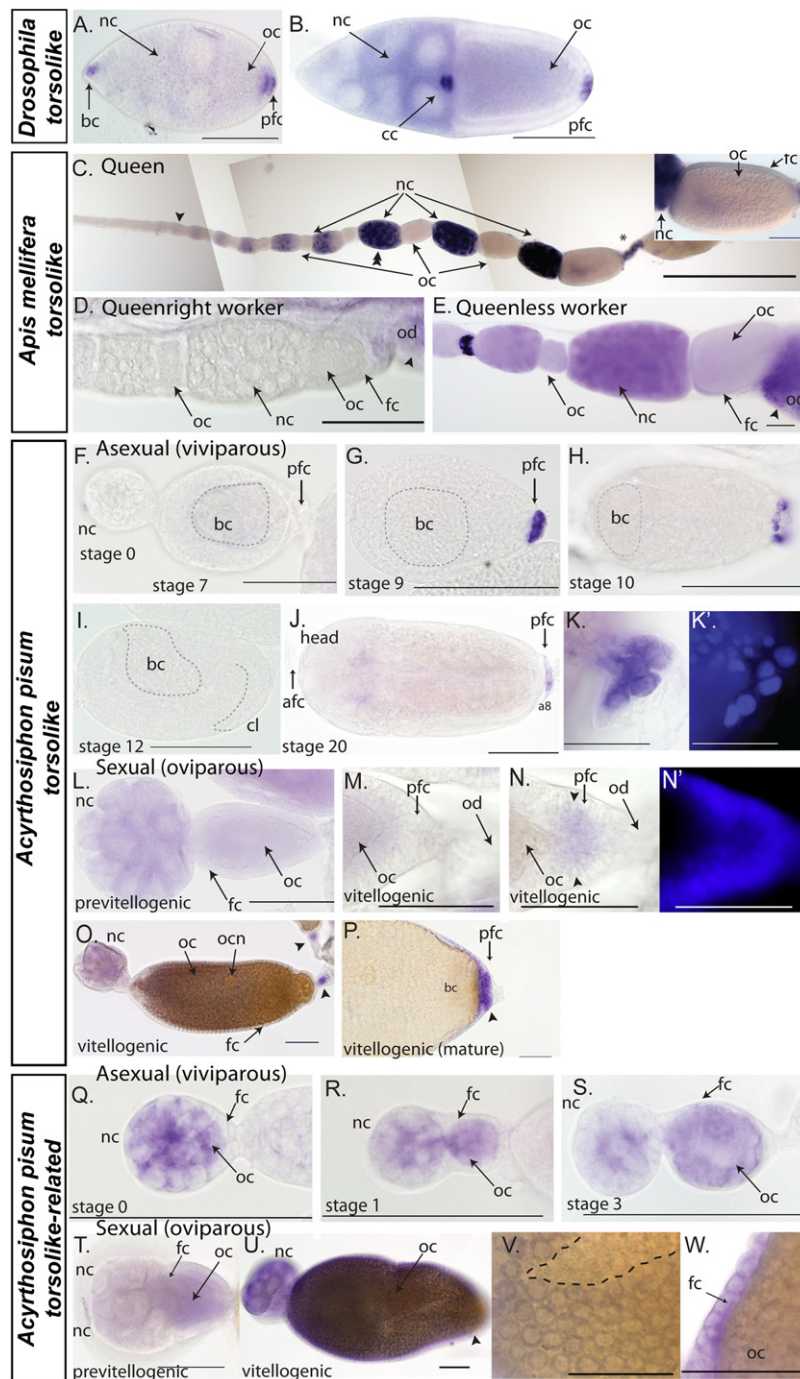 Drosophila
torsolike
A.
nc
oc
bc
pfc
B.
nc
oc
cc
pfc
Apis mellifera
torsolike
C. Queen
nc
oc
*
oc
fc
nc
D. Queenright worker
od
oc
nc
oc
fc
E. Queenless worker
oc
oc
nc
fc
Acyrthosiphon pisum
torsolike
Asexual (viviparous)
F.
pfc
bc
nc
stage 0
stage 7
G.
pfc
bc
stage 9
H.
bc
stage 10
I.
bc
cl
stage 12
J.
head
pfc
afc
a8
stage 20
K.
K'.
Sexual (oviparous)
L.
nc
oc
fc
previtellogenic
M.
pfc
od
oc
vitellogenic
N.
pfc
od
oc
vitellogenic
N'
O.
nc
oc
ocn
fc
vitellogenic
P.
pfc
bc
vitellogenic (mature)
Acyrthosiphon pisum
torsolike-related
Asexual (viviparous)
Q.
fc
nc
oc
stage 0
R.
fc
nc
oc
stage 1
S.
fc
nc
oc
stage 3
Sexual (oviparous)
T.
nc
fc
oc
nc
previtellogenic
U.
nc
oc
vitellogenic
V.
W.
fc
oc